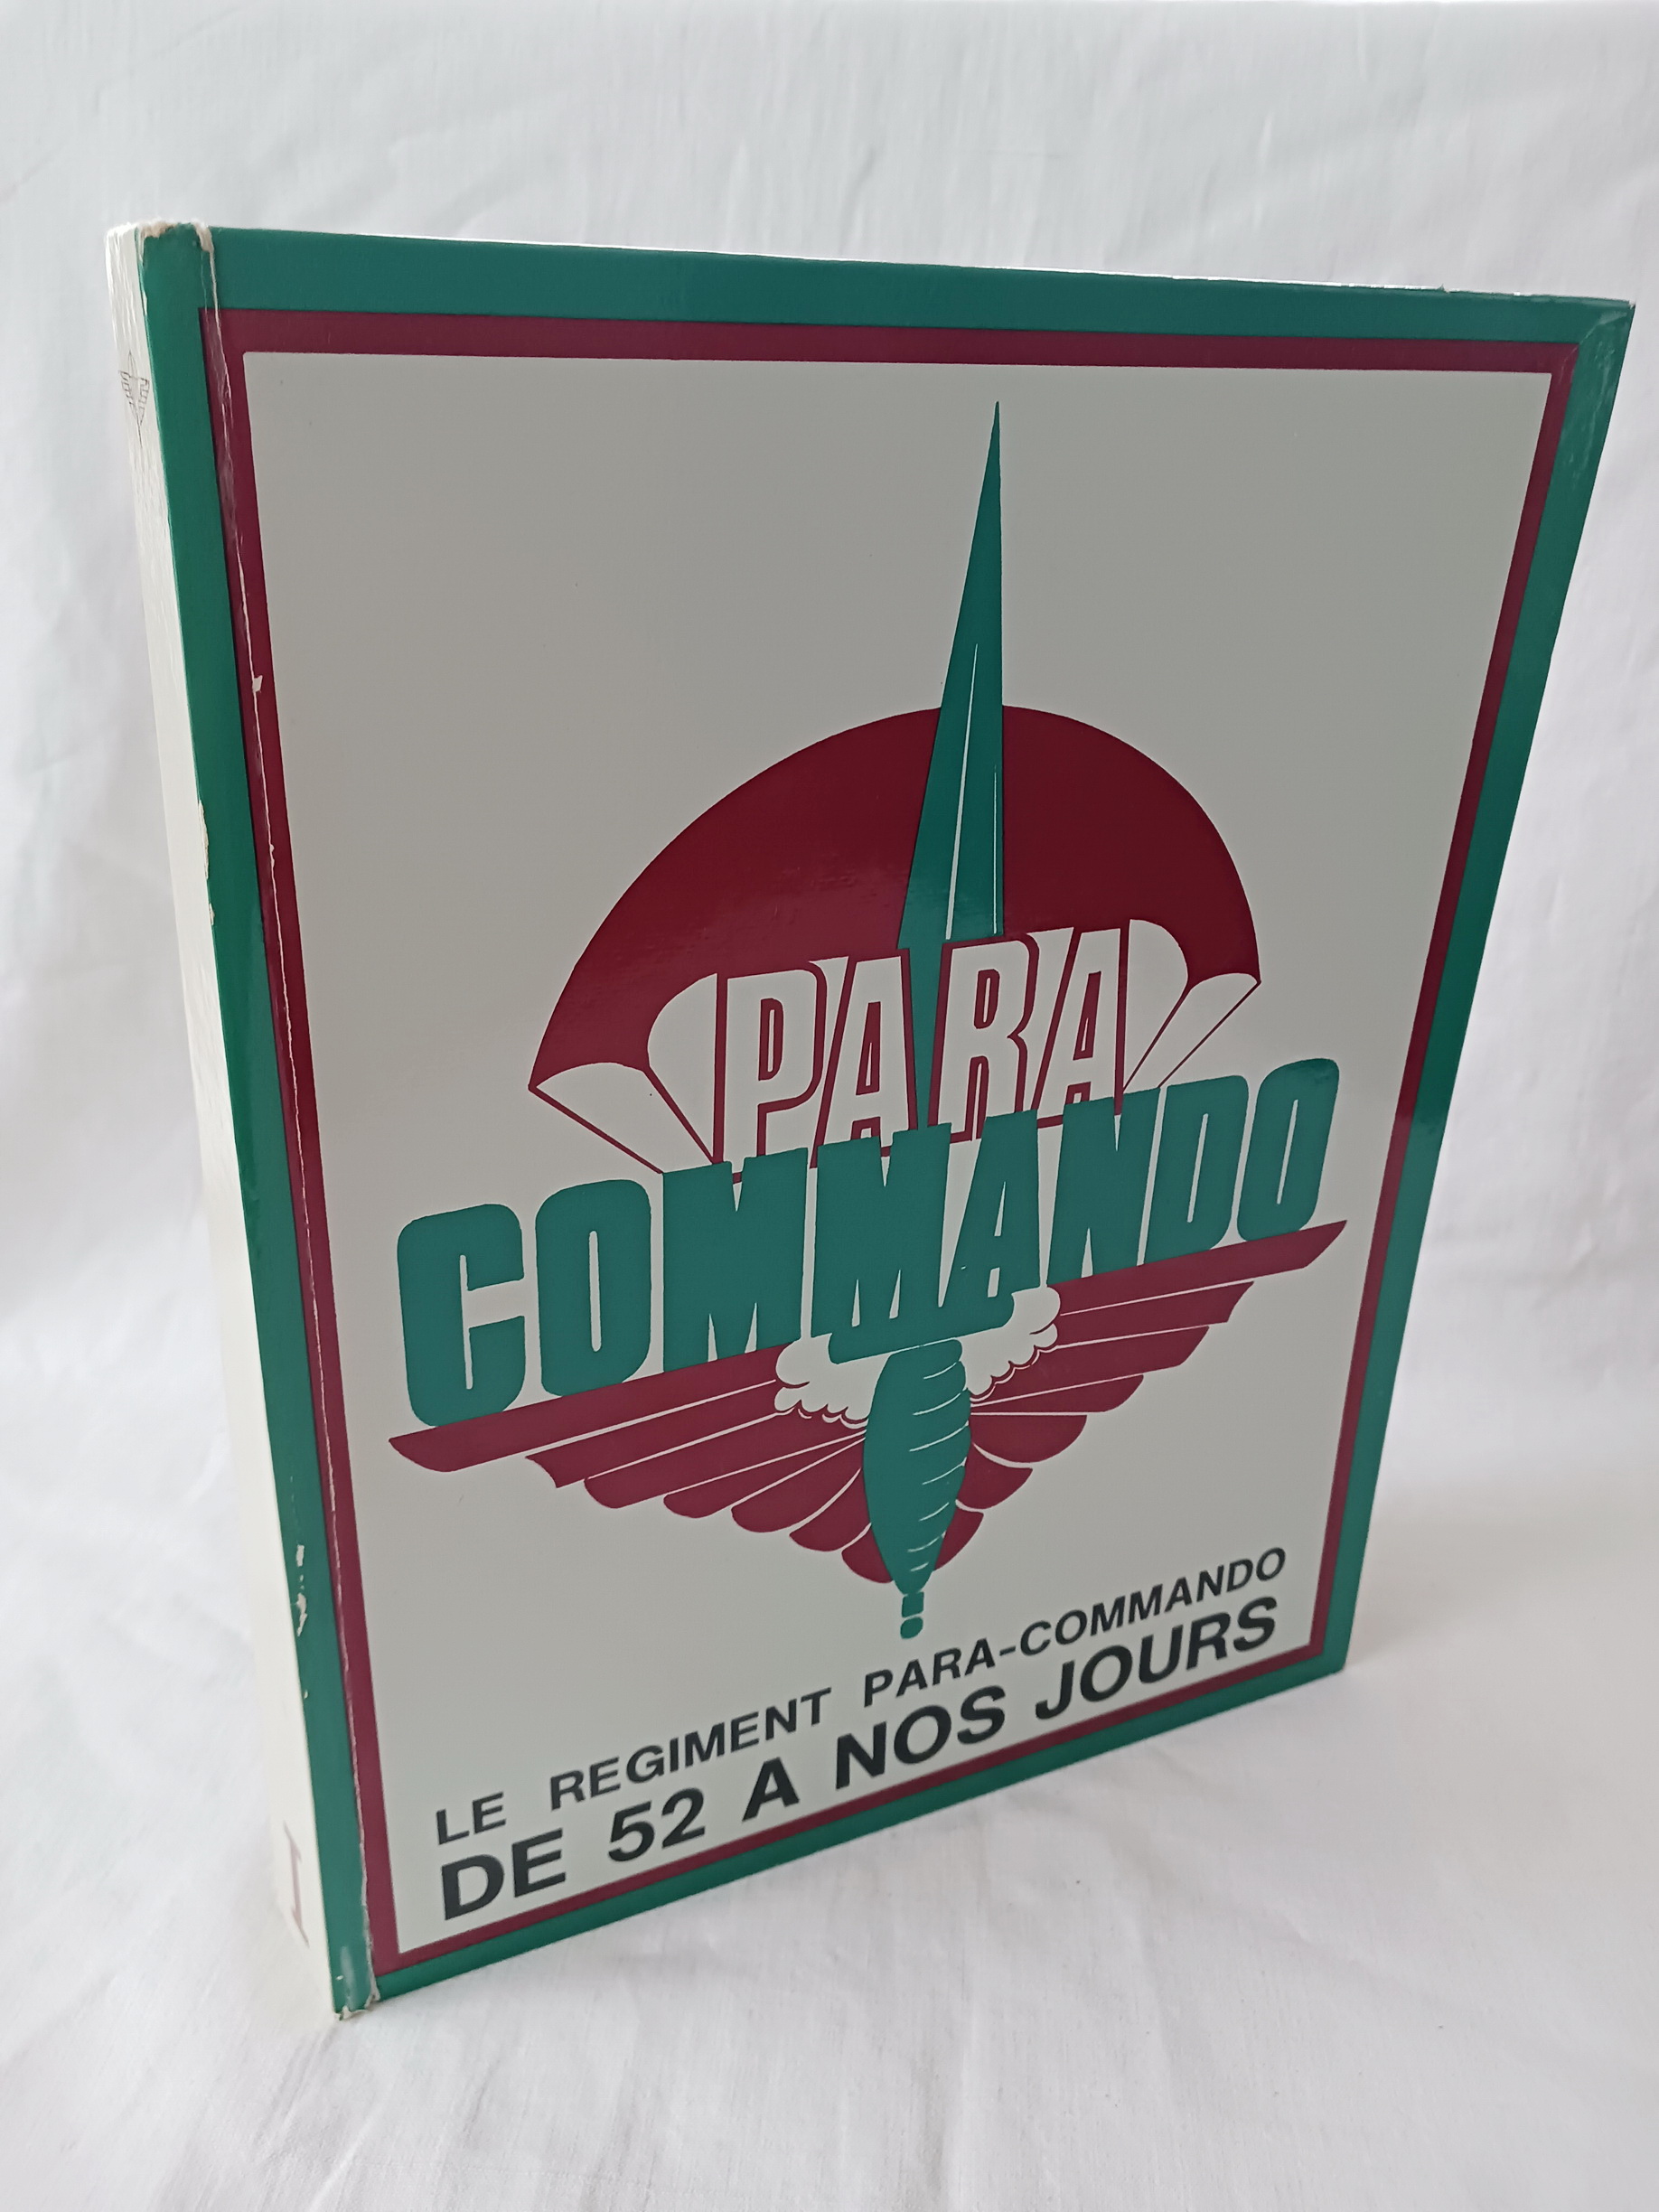 PARA
COMMANDO
LE REGIMENT PARA-COMMANDO
DE 52 A NOS JOURS
I